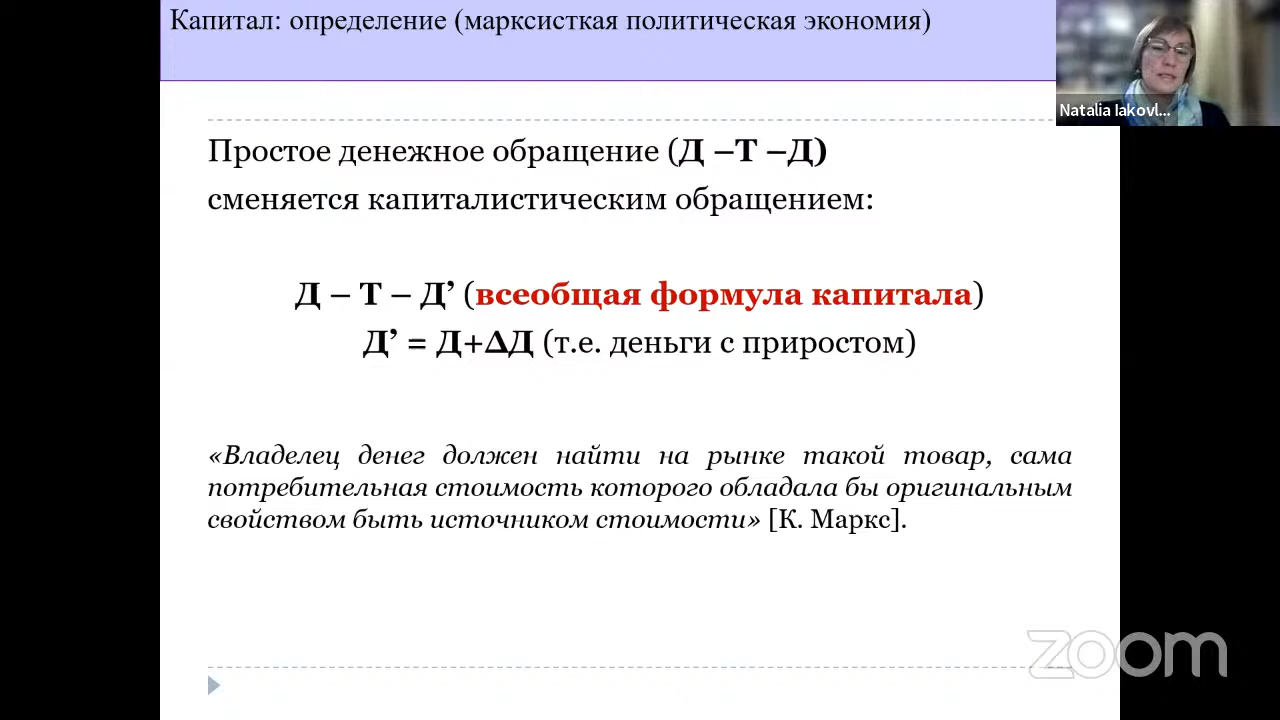 Капитал: определение (марксисткая политическая экономия)
Natalia Iakovl...
Простое денежное обращение (Д –Т –Д)
сменяется капиталистическим обращением:
Д – Т – Д’ (всеобщая формула капитала)
Д’ = Д+ΔД (т.е. деньги с приростом)
«Владелец денег должен найти на рынке такой товар, сама
потребительная стоимость которого обладала бы оригинальным
свойством быть источником стоимости» [К. Маркс].
zoom